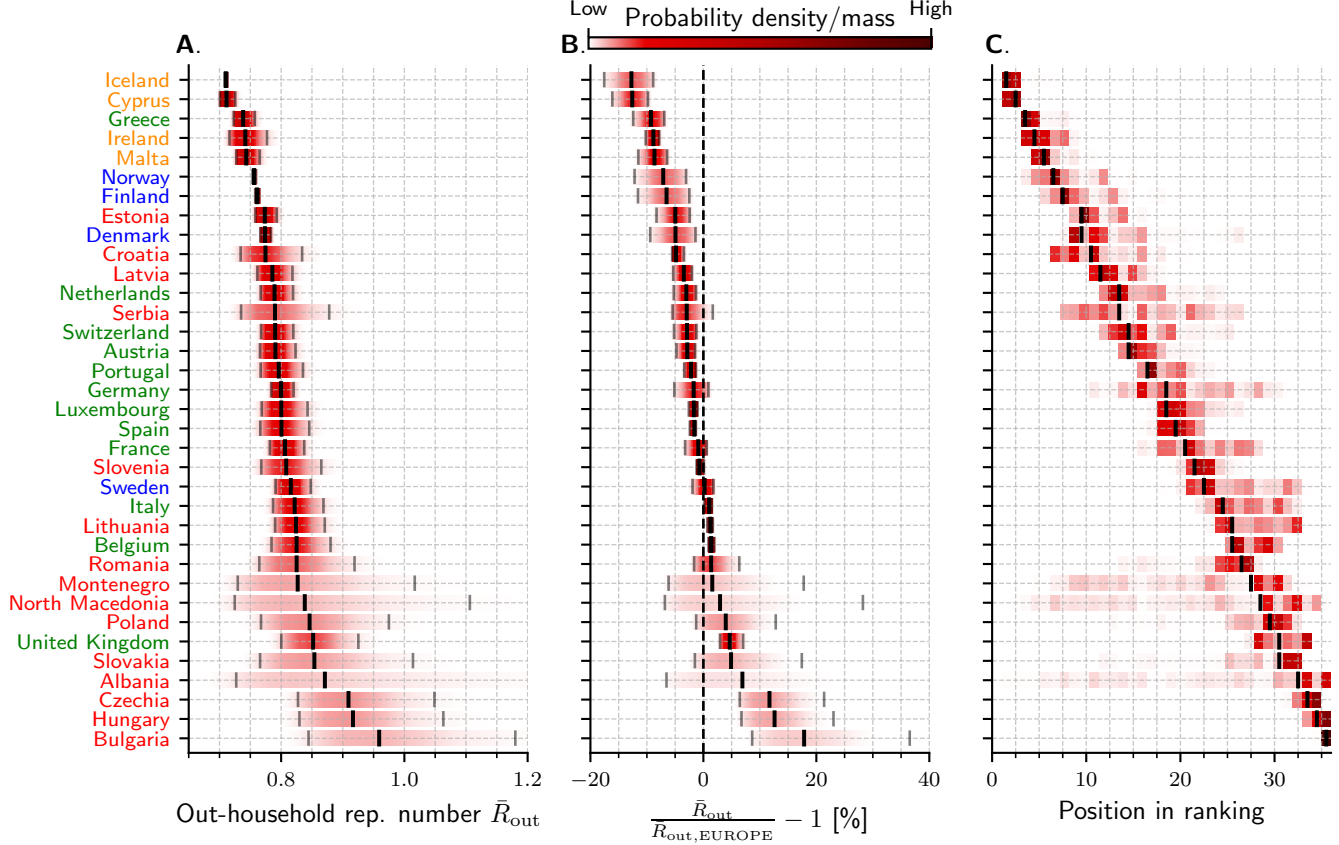 Low
High
Probability density/mass
A.
B.
C.
Iceland
Cyprus
Greece
Ireland
Malta
Norway
Finland
Estonia
Denmark
Croatia
Latvia
Netherlands
Serbia
Switzerland
Austria
Portugal
Germany
Luxembourg
Spain
France
Slovenia
Sweden
Italy
Lithuania
Belgium
Romania
Montenegro
North Macedonia
Poland
United Kingdom
Slovakia
Albania
Czechia
Hungary
Bulgaria
0.8 1.0 1.2
−20 0 20 40
0 10 20 30
Out-household rep. number R̄out
R̄out
R̄out,EUROPE
− 1 [%]
Position in ranking